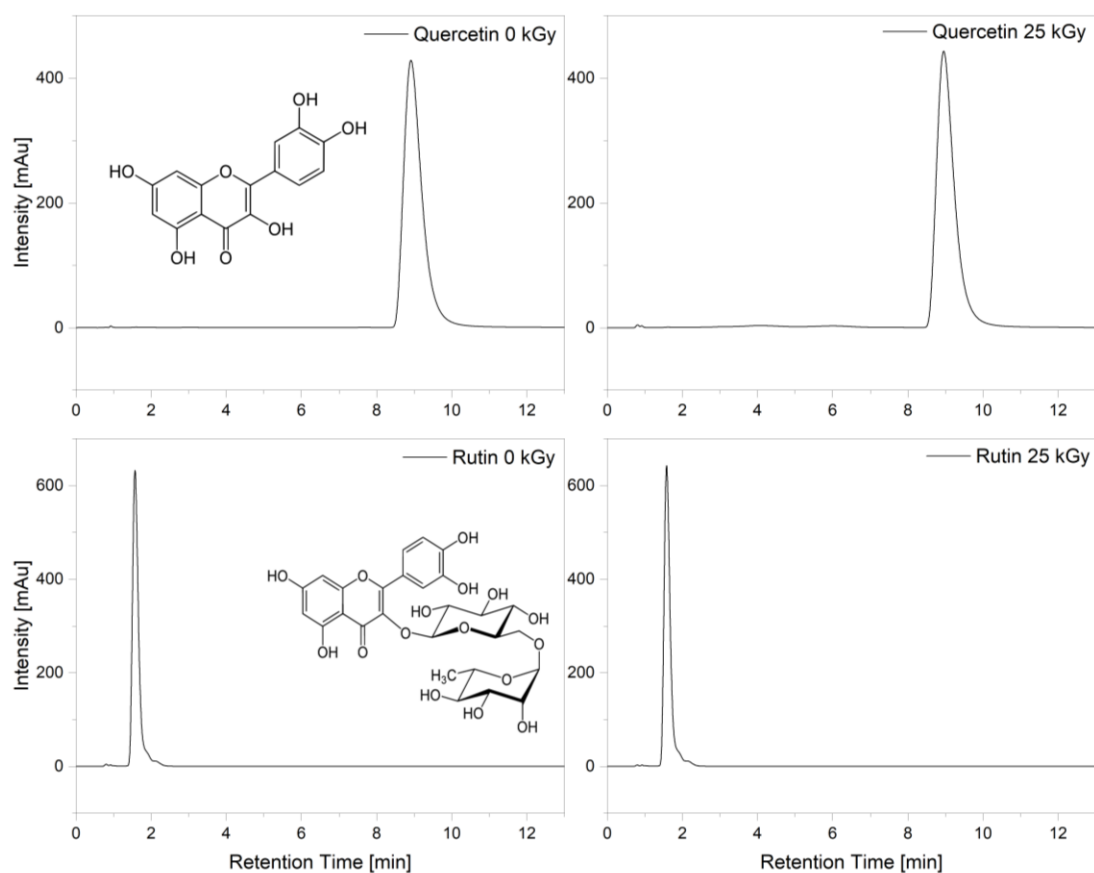 Quercetin 0 kGy
Intensity [mAu]
400
200
0
0 2 4 6 8 10 12
OH
OH
HO
O
OH
OH
O
Quercetin 25 kGy
400
200
0
0 2 4 6 8 10 12
Rutin 0 kGy
Intensity [mAu]
600
400
200
0
0 2 4 6 8 10 12
Retention Time [min]
OH
HO
O
OH
HO
HO
OH
O
O
OH
O
O
H₃C
O
HO
HO
OH
Rutin 25 kGy
600
400
200
0
0 2 4 6 8 10 12
Retention Time [min]